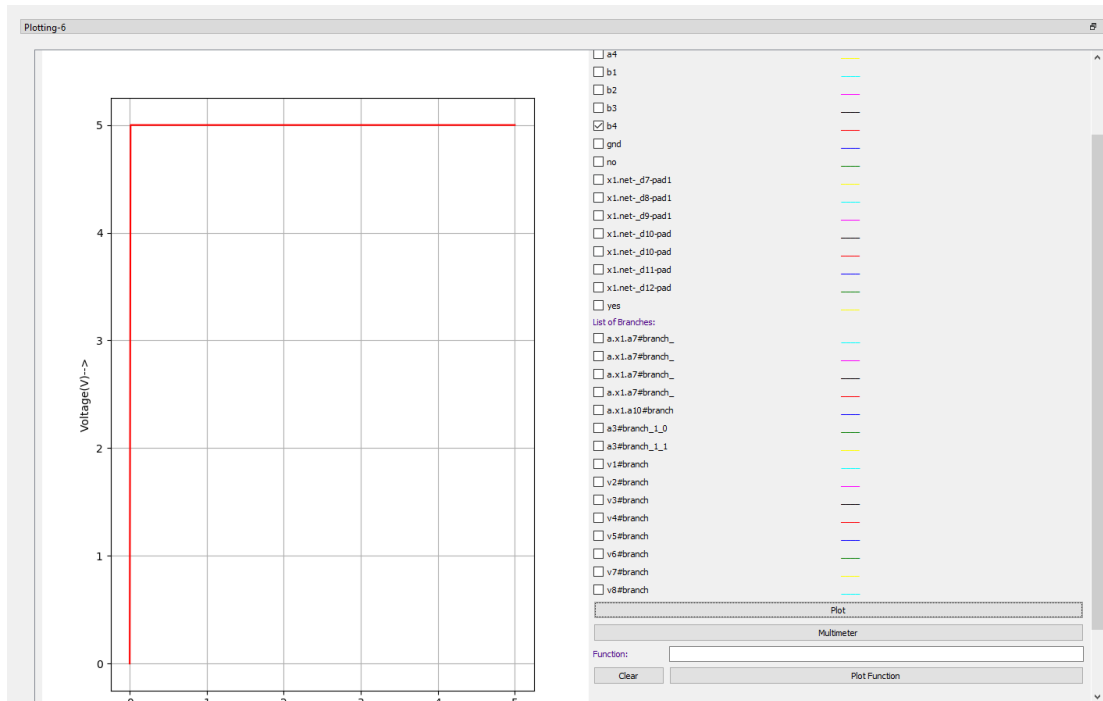 Plotting-6
5
4
3
2
1
0
Voltage(V)-->
0 1 2 3 4 5
a4
b1
b2
b3
b4
gnd
no
x1.net-_d7-pad1
x1.net-_d8-pad1
x1.net-_d9-pad1
x1.net-_d10-pad
x1.net-_d10-pad
x1.net-_d11-pad
x1.net-_d12-pad
yes
List of Branches:
a.x1.a7#branch_
a.x1.a7#branch_
a.x1.a7#branch_
a.x1.a7#branch_
a.x1.a10#branch
a3#branch_1_0
a3#branch_1_1
v1#branch
v2#branch
v3#branch
v4#branch
v5#branch
v6#branch
v7#branch
v8#branch
Plot
Multimeter
Function:
Clear Plot Function